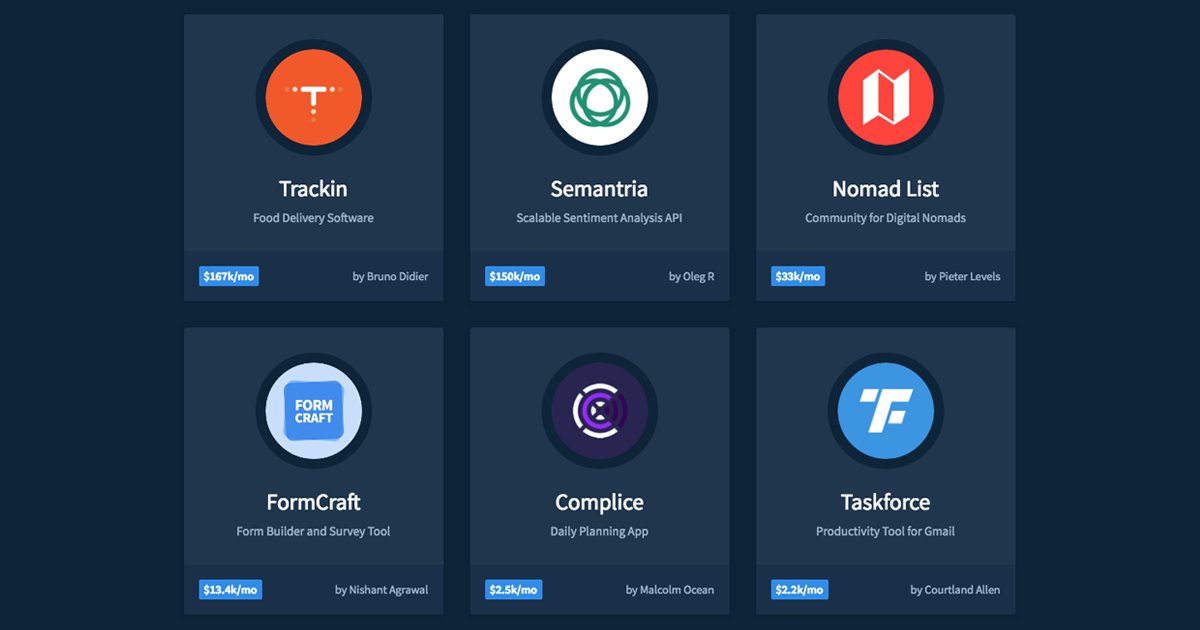 T
Trackin
Food Delivery Software
$167k/mo
by Bruno Didier
Semantria
Scalable Sentiment Analysis API
$150k/mo
by Oleg R
Nomad List
Community for Digital Nomads
$33k/mo
by Pieter Levels
FORM
CRAFT
FormCraft
Form Builder and Survey Tool
$13.4k/mo
by Nishant Agrawal
Complice
Daily Planning App
$2.5k/mo
by Malcolm Ocean
TF
Taskforce
Productivity Tool for Gmail
$2.2k/mo
by Courtland Allen